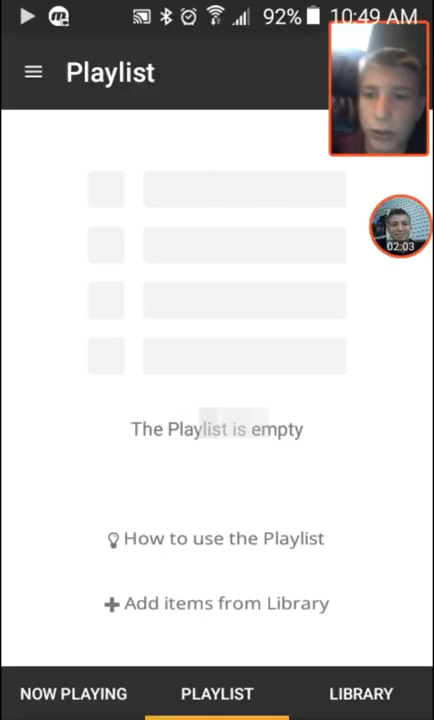 92% 10:49 AM
Playlist
02:03
The Playlist is empty
How to use the Playlist
Add items from Library
NOW PLAYING PLAYLIST LIBRARY